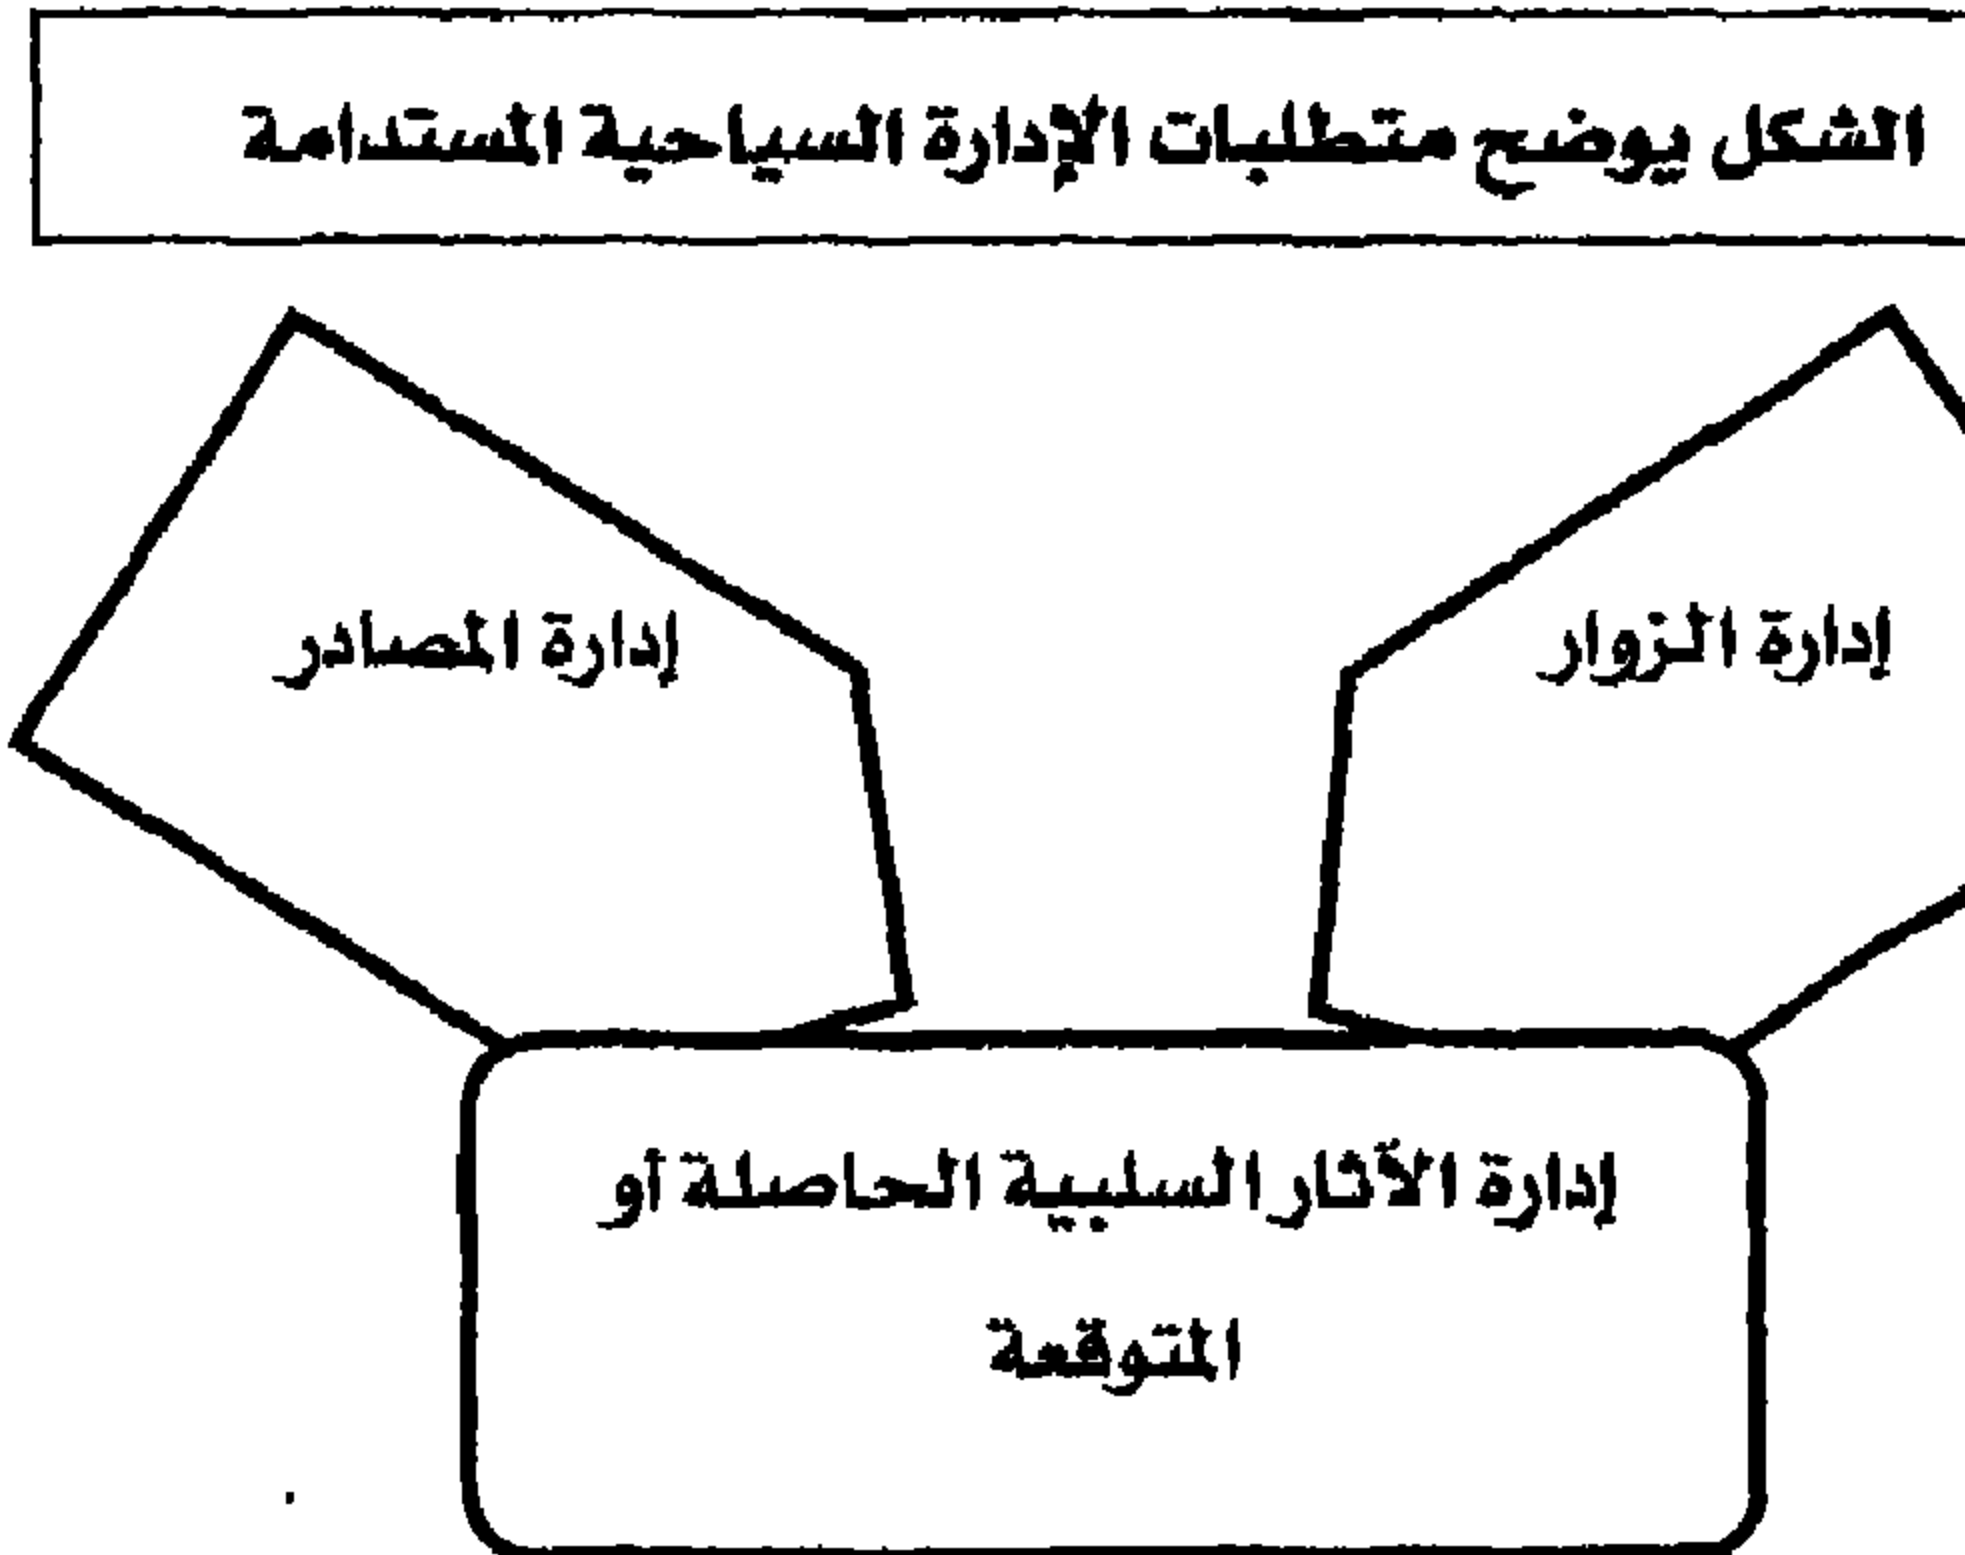 الشكل يوضح متطلبات الإدارة السياحية المستدامة
إدارة الزوار
إدارة المصادر
إدارة الآثار السلبية الحاصلة أو
المتوقعة